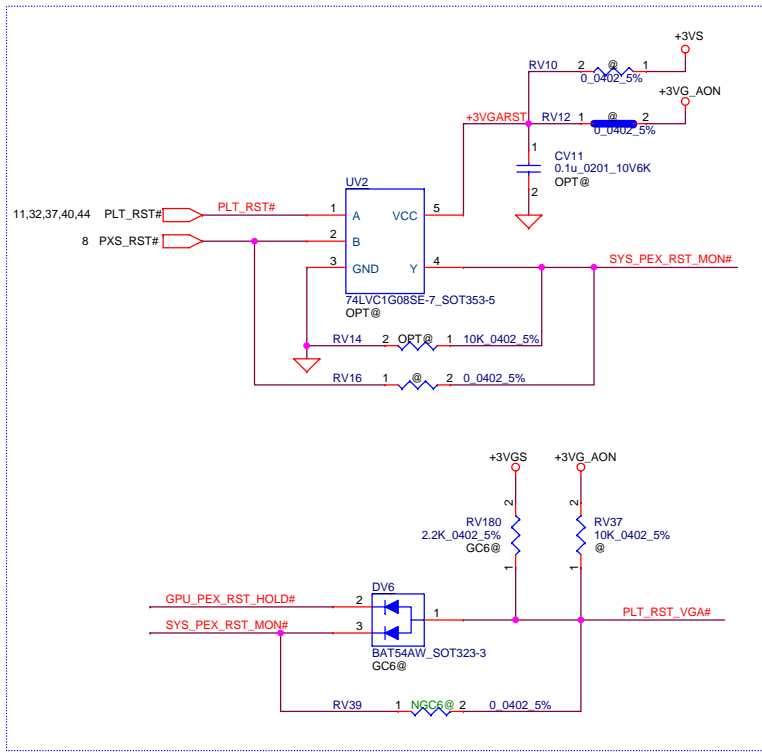 +3VS
RV10 2 @ 1
0_0402_5%
+3VG_AON
+3VGARST RV12 1 @ 2
0_0402_5%
1
CV11
0.1u_0201_10V6K
2 OPT@
UV2
11,32,37,40,44 PLT_RST# PLT_RST# 1 A VCC 5
8 PXS_RST# 2 B
3 GND Y 4 SYS_PEX_RST_MON#
74LVC1G08SE-7_SOT353-5
OPT@
RV14 2 OPT@ 1 10K_0402_5%
RV16 1 @ 2 0_0402_5%
+3VGS +3VG_AON
2 2
RV180 RV37
2.2K_0402_5% 10K_0402_5%
GC6@ @
1 1
DV6
GPU_PEX_RST_HOLD# 2 1 PLT_RST_VGA#
SYS_PEX_RST_MON# 3
BAT54AW_SOT323-3
GC6@
RV39 1 NGC6@ 2 0_0402_5%